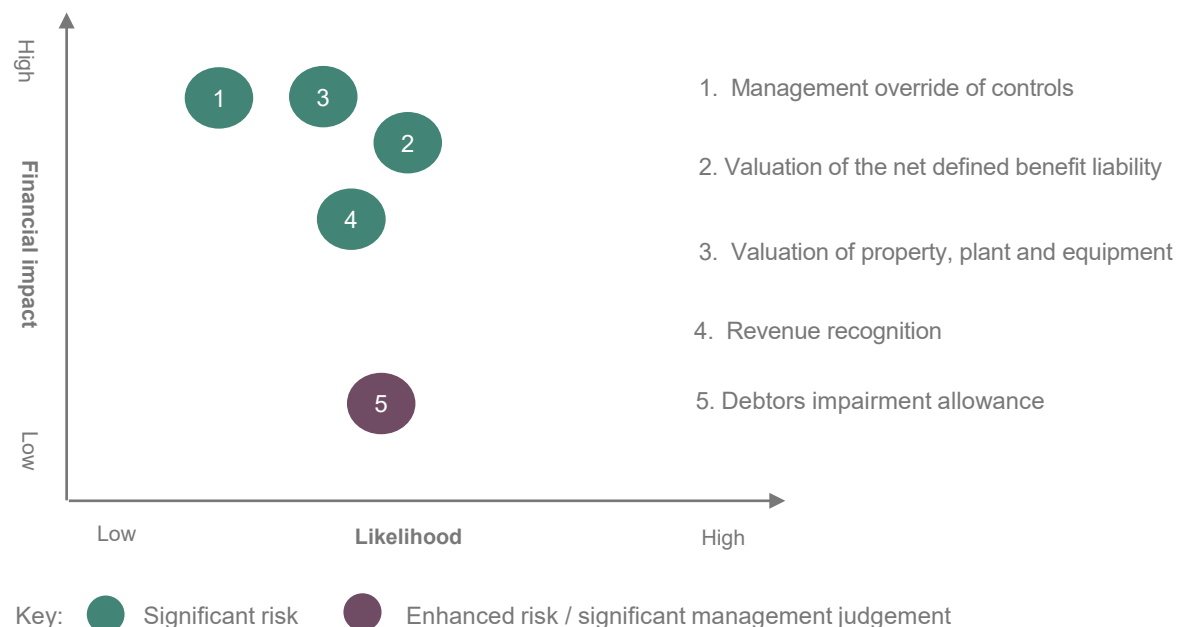 High
Financial impact
Low
1
3
2
4
5
1. Management override of controls
2. Valuation of the net defined benefit liability
3. Valuation of property, plant and equipment
4. Revenue recognition
5. Debtors impairment allowance
Low
Likelihood
High
Key:
Significant risk
Enhanced risk / significant management judgement